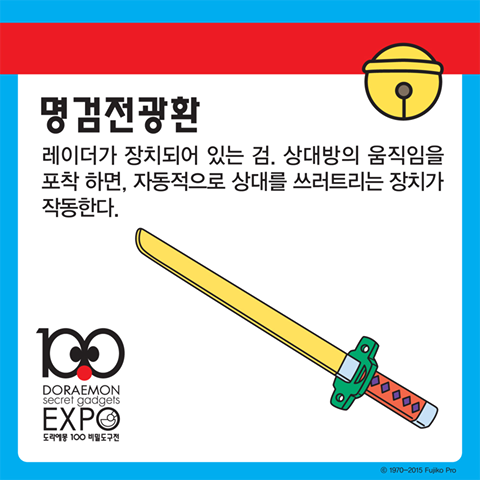 명검전광환
레이더가 장치되어 있는 검. 상대방의 움직임을
포착 하면, 자동적으로 상대를 쓰러트리는 장치가
작동한다.
100
DORAEMON
secret gadgets
EXPO
도라에몽 100 비밀도구전
© 1970~2015 Fujiko Pro